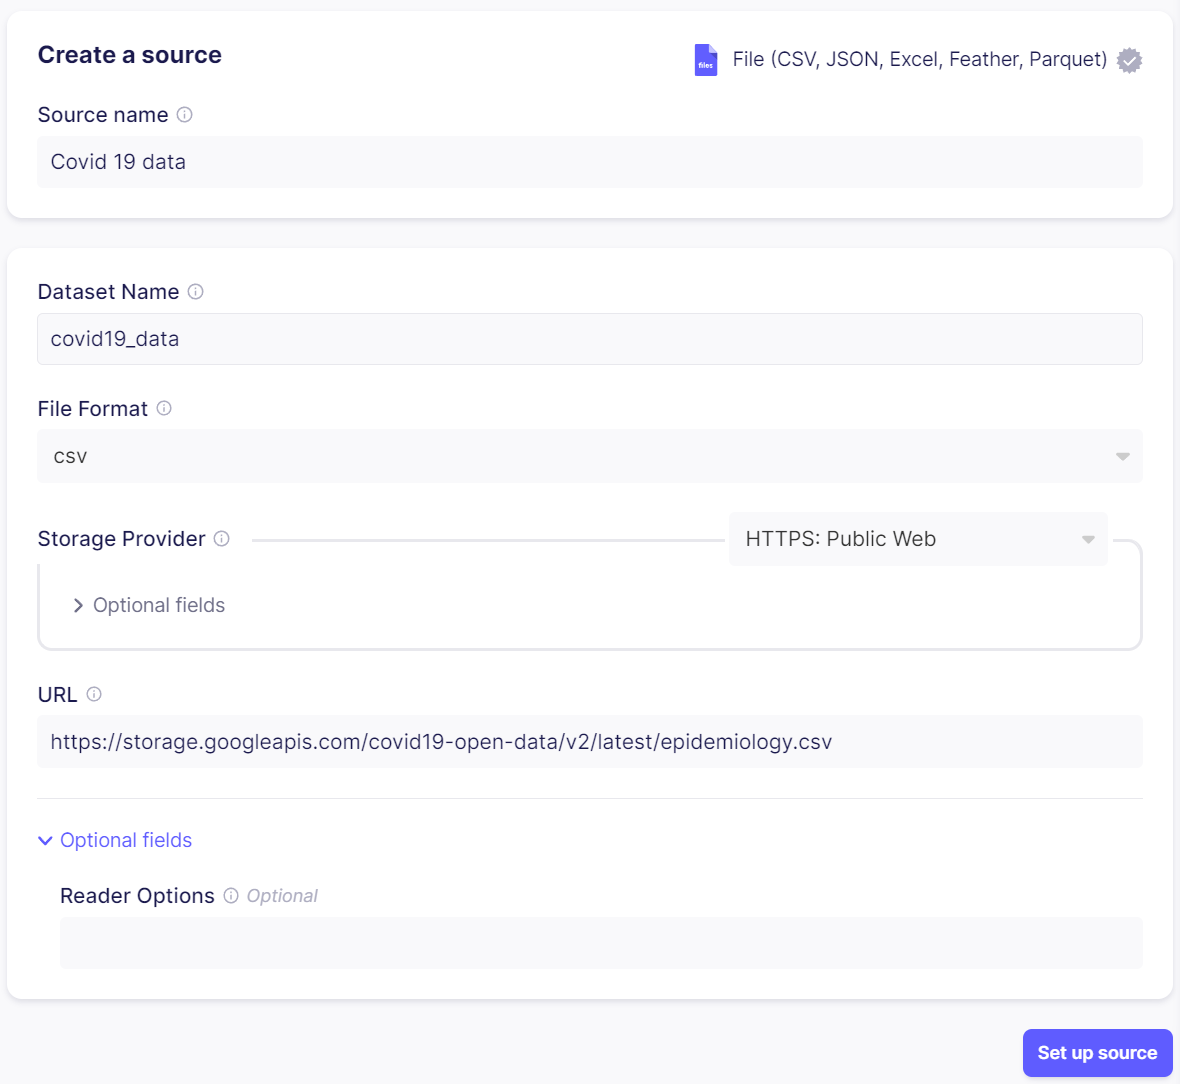 Create a source
files
File (CSV, JSON, Excel, Feather, Parquet)
Source name
Covid 19 data
Dataset Name
covid19_data
File Format
csv
Storage Provider
HTTPS: Public Web
Optional fields
URL
https://storage.googleapis.com/covid19-open-data/v2/latest/epidemiology.csv
Optional fields
Reader Options Optional
Set up source